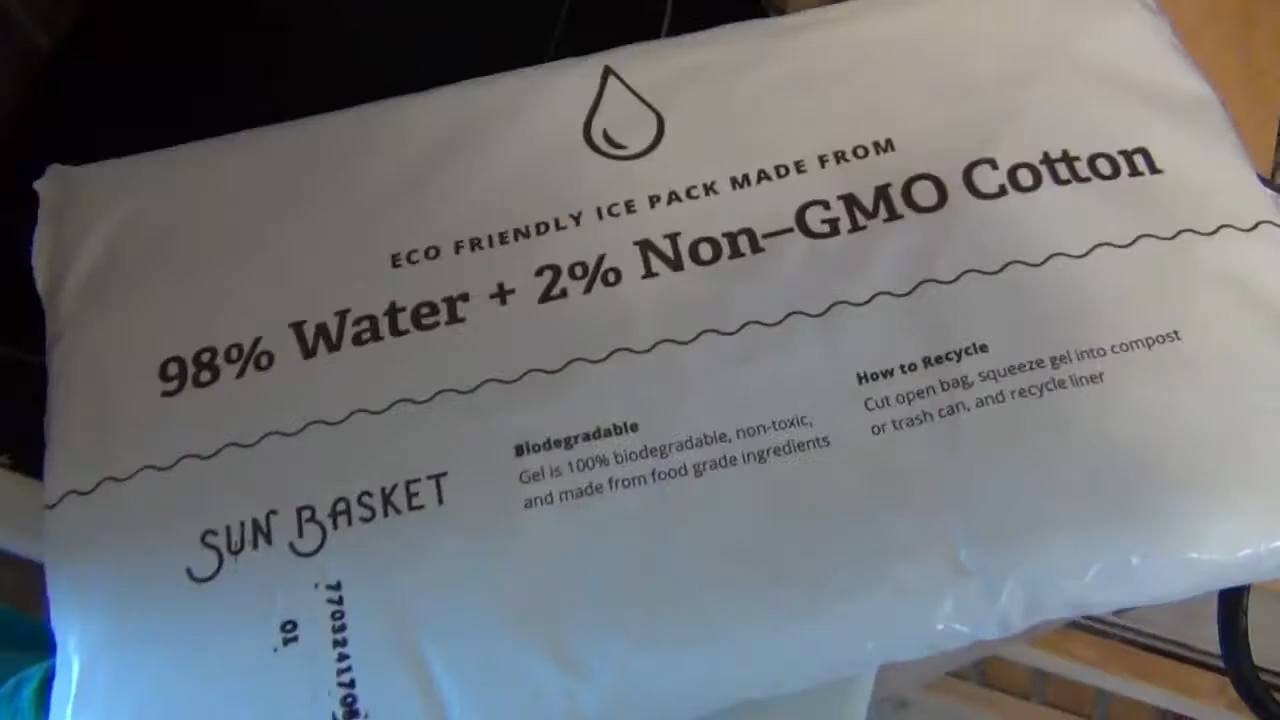 ECO FRIENDLY ICE PACK MADE FROM
98% Water + 2% Non-GMO Cotton
How to Recycle
Cut open bag, squeeze gel into compost
or trash can, and recycle liner
Biodegradable
Gel is 100% biodegradable, non-toxic,
and made from food grade ingredients
SUN BASKET
01